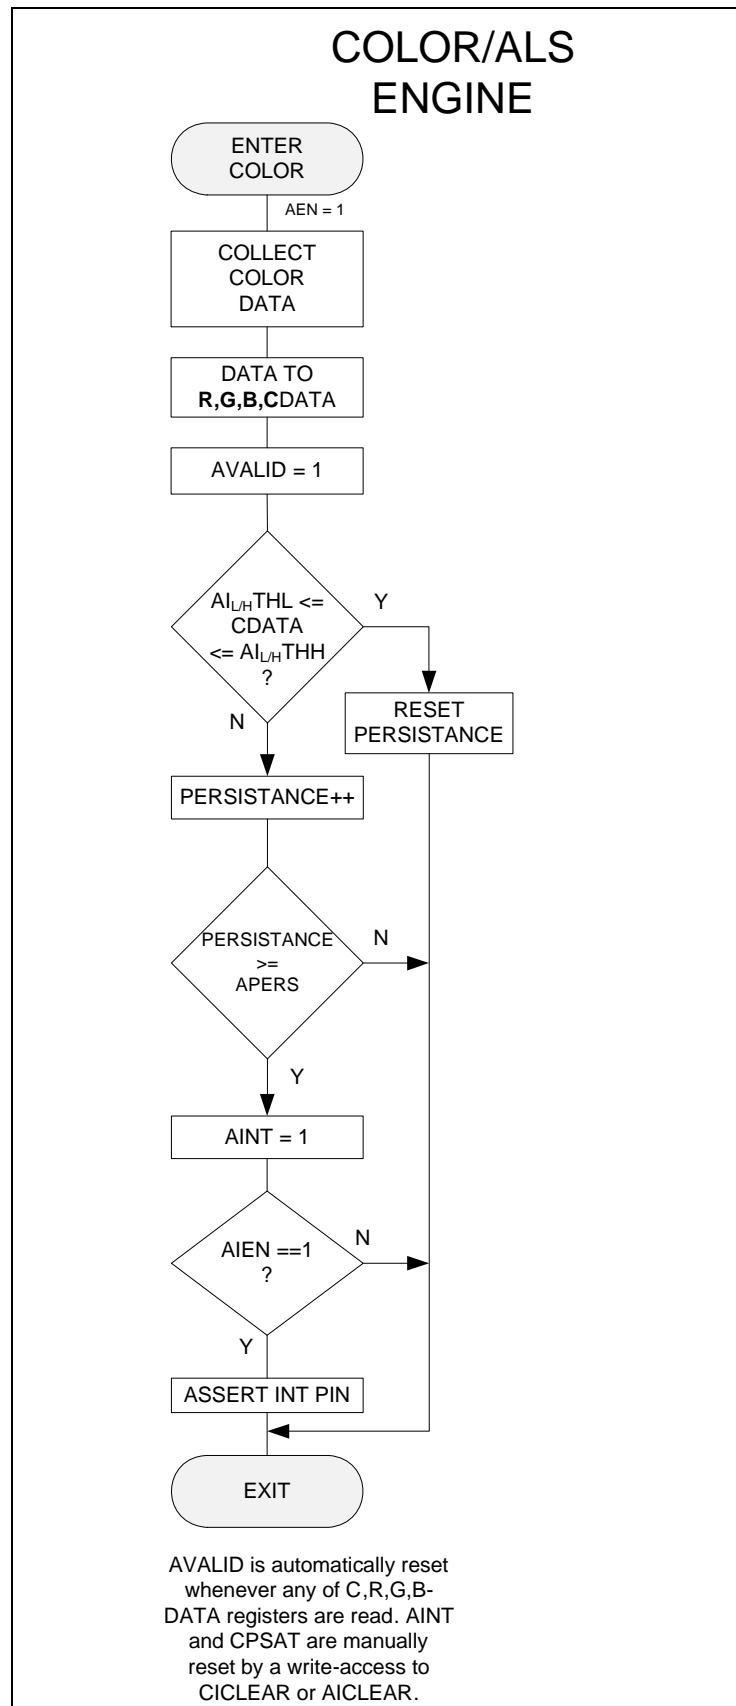 COLOR/ALS
ENGINE
ENTER
COLOR
AEN = 1
COLLECT
COLOR
DATA
DATA TO
R,G,B,CDATA
AVALID = 1
AIL/HTHL <=
CDATA
<= AIL/HTHH
?
Y
N
RESET
PERSISTANCE
PERSISTANCE++
PERSISTANCE
>=
APERS
N
Y
AINT = 1
AIEN ==1
?
N
Y
ASSERT INT PIN
EXIT
AVALID is automatically reset
whenever any of C,R,G,B-
DATA registers are read. AINT
and CPSAT are manually
reset by a write-access to
CICLEAR or AICLEAR.